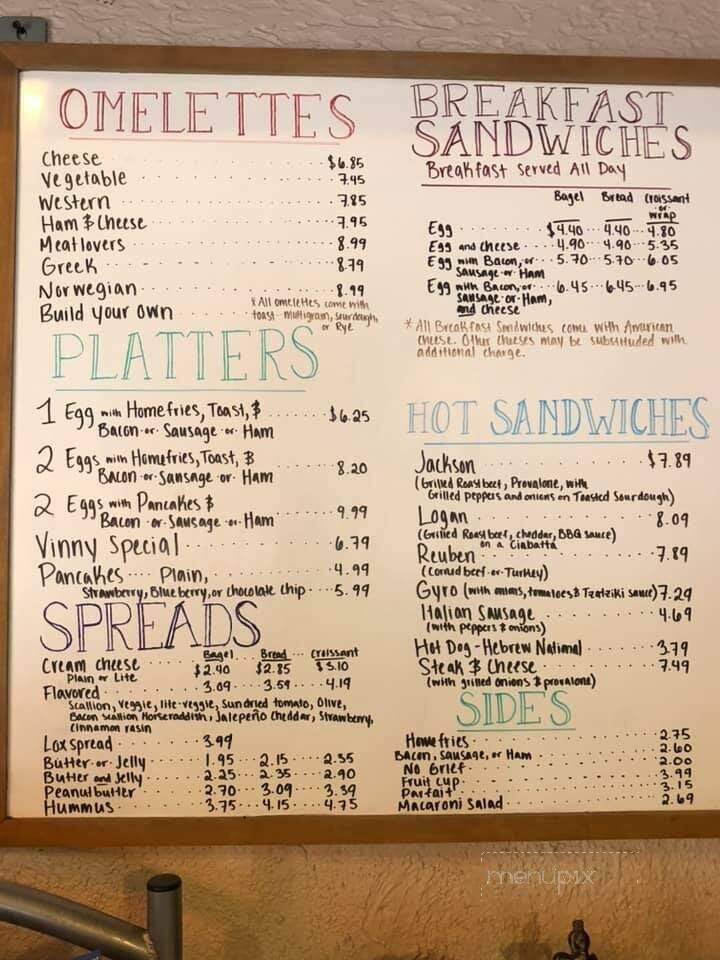 OMELETTES
Cheese $6.85
Vegetable 7.45
Western 7.85
Ham & Cheese 7.95
Meatlovers 8.99
Greek 8.79
Norwegian 8.99
Build your own
*All omelettes come with
toast - multigrain, sourdough,
or Rye
PLATTERS
1 Egg with Homefries, Toast, & $6.25
Bacon -or- Sausage -or- Ham
2 Eggs with Homefries, Toast, & 8.20
Bacon -or- Sausage -or- Ham
2 Eggs with Pancakes & 9.99
Bacon -or- Sausage -or- Ham
Vinny Special 6.79
Pancakes Plain, 4.99
Strawberry, Blueberry, or chocolate chip 5.99
SPREADS
Bagel Bread Croissant
Cream cheese $2.40 $2.85 $3.10
Plain or Lite
Flavored 3.09 3.59 4.19
Scallion, Veggie, lite-veggie, Sundried tomato, Olive,
Bacon scallion Horseraddish, Jalepeño Cheddar, Strawberry,
Cinnamon rasin
Lox spread 3.99
Butter -or- Jelly 1.95 2.15 2.35
Butter and Jelly 2.25 2.35 2.90
Peanutbutter 2.70 3.09 3.39
Hummus 3.75 4.15 4.75
BREAKFAST
SANDWICHES
Breakfast Served All Day
Bagel Bread Croissant
-or-
wrap
Egg $4.40 4.40 4.80
Egg and cheese 4.90 4.90 5.35
Egg with Bacon, or 5.70 5.70 6.05
Sausage -or- Ham
Egg with Bacon, or 6.45 6.45 6.95
Sausage -or- Ham,
and cheese
*All Breakfast Sandwiches come with American
cheese. Other cheeses may be substituted with
additional charge.
HOT SANDWICHES
Jackson $7.89
(Grilled Roast beef, Provalone, with
Grilled peppers and onions on Toasted Sourdough)
Logan 8.09
(Grilled Roast beef, cheddar, BBQ sauce)
on a Ciabatta
Reuben 7.89
(Corned beef -or- Turkey)
Gyro (with onions, tomatoes & Tzatziki sauce) 7.29
Italian Sausage 4.69
(with peppers & onions)
Hot Dog - Hebrew National 3.79
Steak & Cheese 7.49
(with grilled onions & provalone)
SIDES
Homefries 2.75
Bacon, Sausage, or Ham 2.60
No Grief 2.00
Fruit Cup 3.99
Parfait 3.15
Macaroni Salad 2.69
menupix